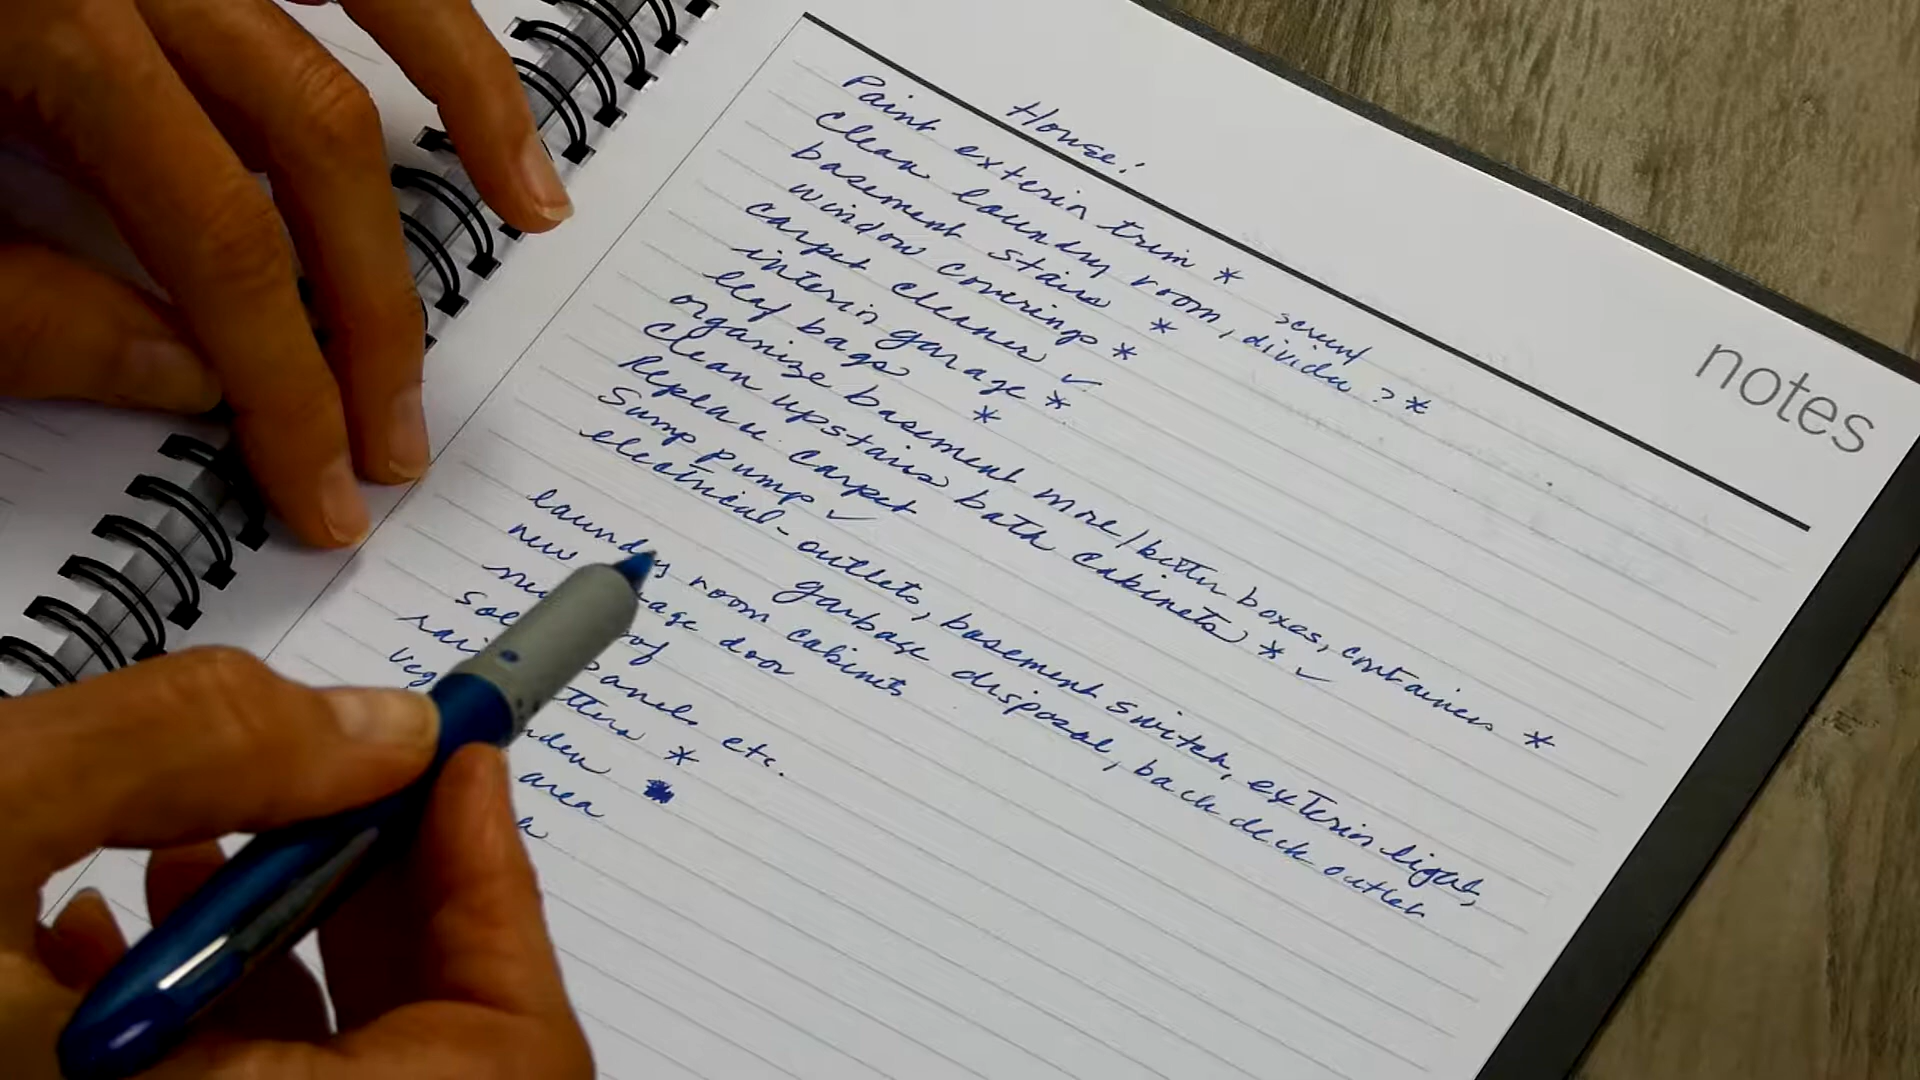 notes
House:
Paint exterior trim *
screen
Clean laundry room, divider ? *
basement stairs *
window coverings *
carpet cleaner ✓
interior garage *
leaf bags
organize basement more/better boxes, containers *
*
Clean upstairs bath cabinets * ✓
Replace carpet
Sump pump ✓
electrical - outlets, basement switch, exterior light,
garbage disposal, back deck outlet
laundry room cabinets
new door
panels etc.
*
area